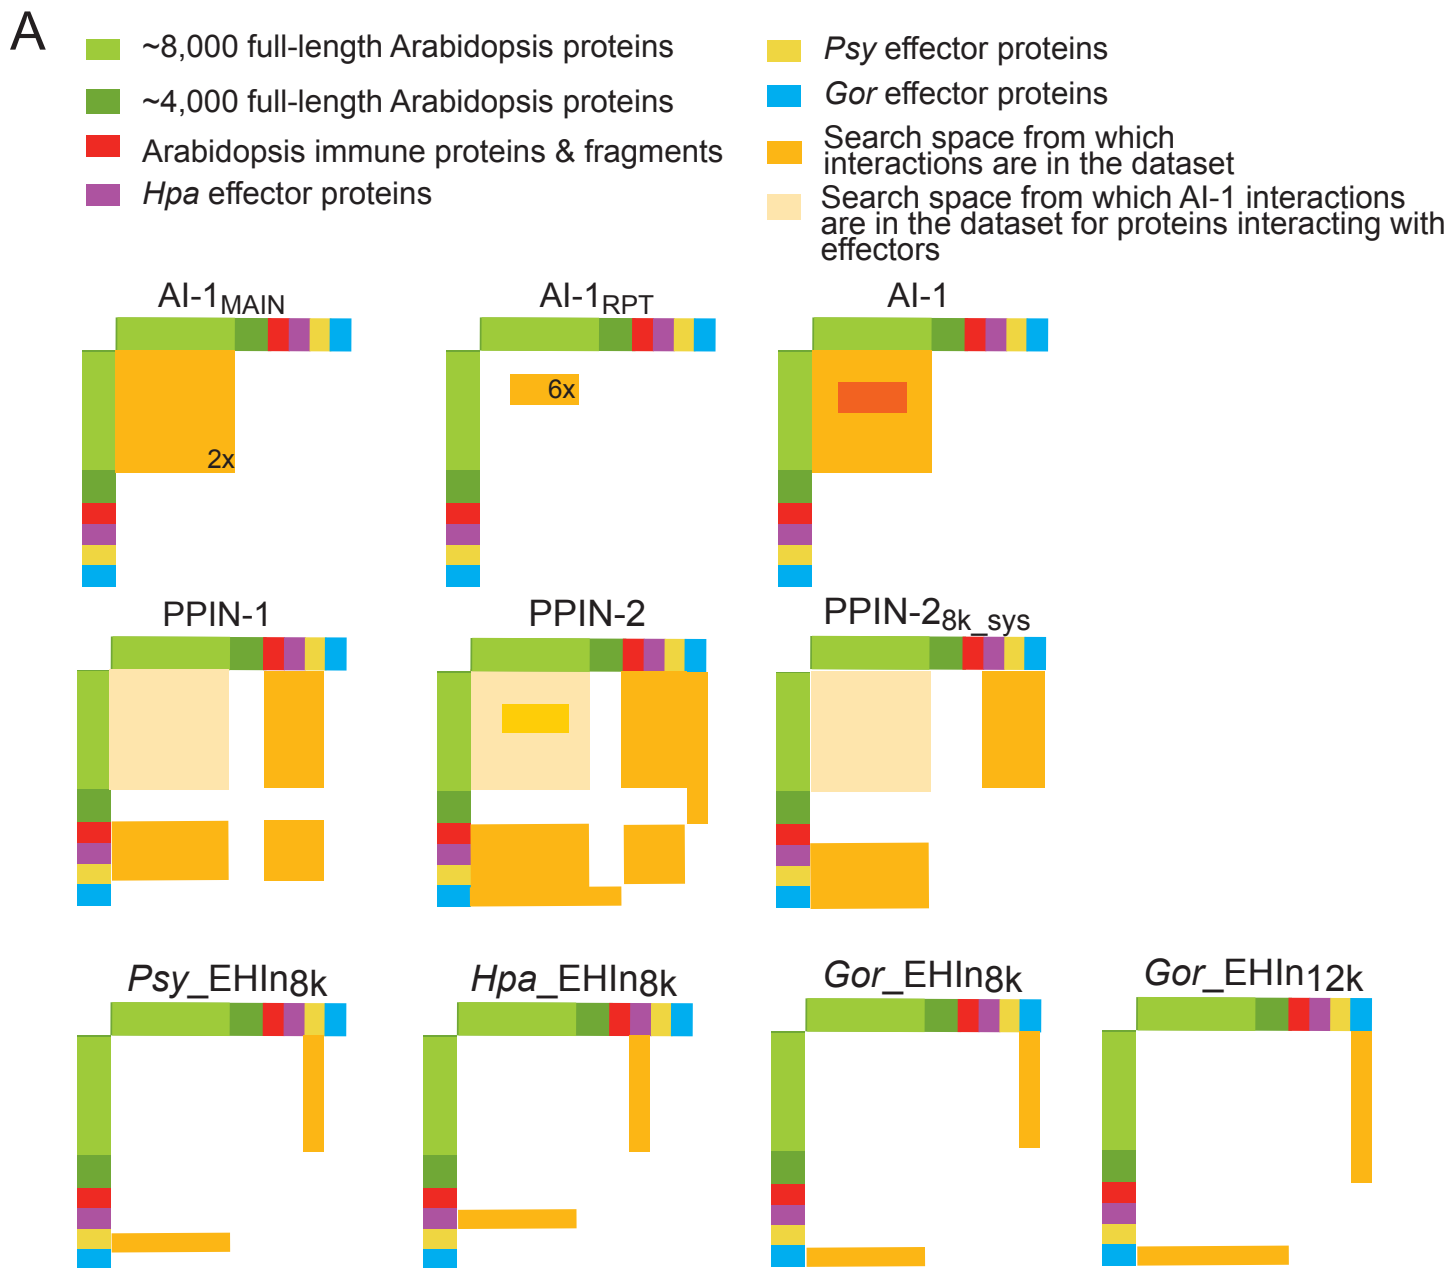 A
~8,000 full-length Arabidopsis proteins
~4,000 full-length Arabidopsis proteins
Arabidopsis immune proteins & fragments
Hpa effector proteins
Psy effector proteins
Gor effector proteins
Search space from which
interactions are in the dataset
Search space from which AI-1 interactions
are in the dataset for proteins interacting with
effectors
AI-1MAIN
AI-1RPT
AI-1
2x
6x
PPIN-1
PPIN-2
PPIN-28k_sys
Psy_EHIn8k
Hpa_EHIn8k
Gor_EHIn8k
Gor_EHIn12k